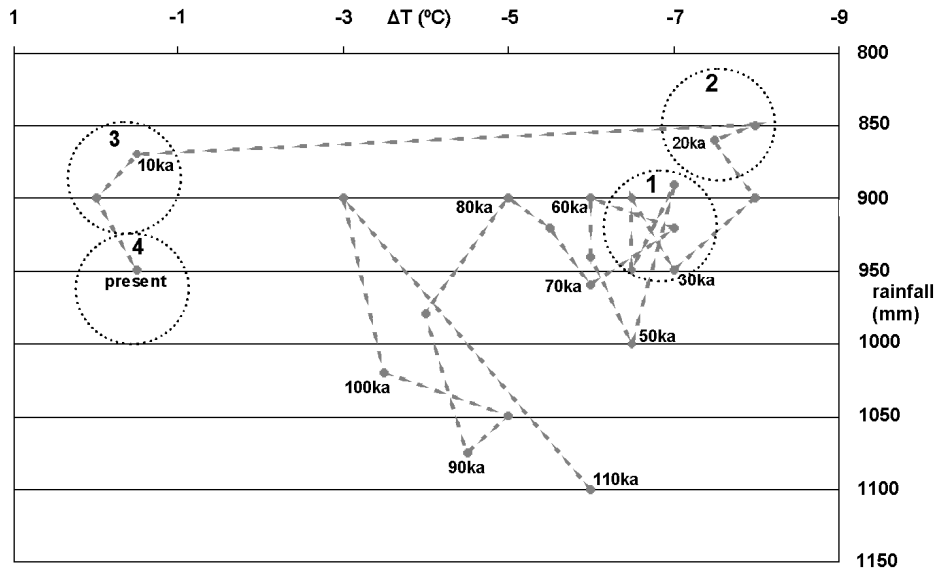 1 -1 -3 ΔT (ºC) -5 -7 -9
800
2
850
3
20ka
10ka
1
80ka 60ka
900
4
950
present
70ka
30ka
rainfall
(mm)
50ka
1000
100ka
1050
90ka
110ka
1100
1150